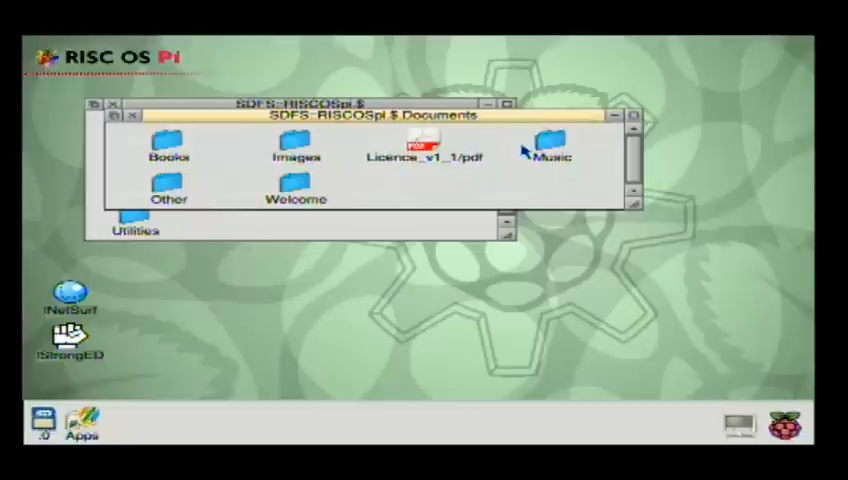 RISC OS Pi
SDFS::RISCOSpi.$
SDFS::RISCOSpi.$.Documents
Books Images Licence_v1_1/pdf Music
PDF
Other Welcome
Utilities
!NetSurf
!StrongED
:0 Apps